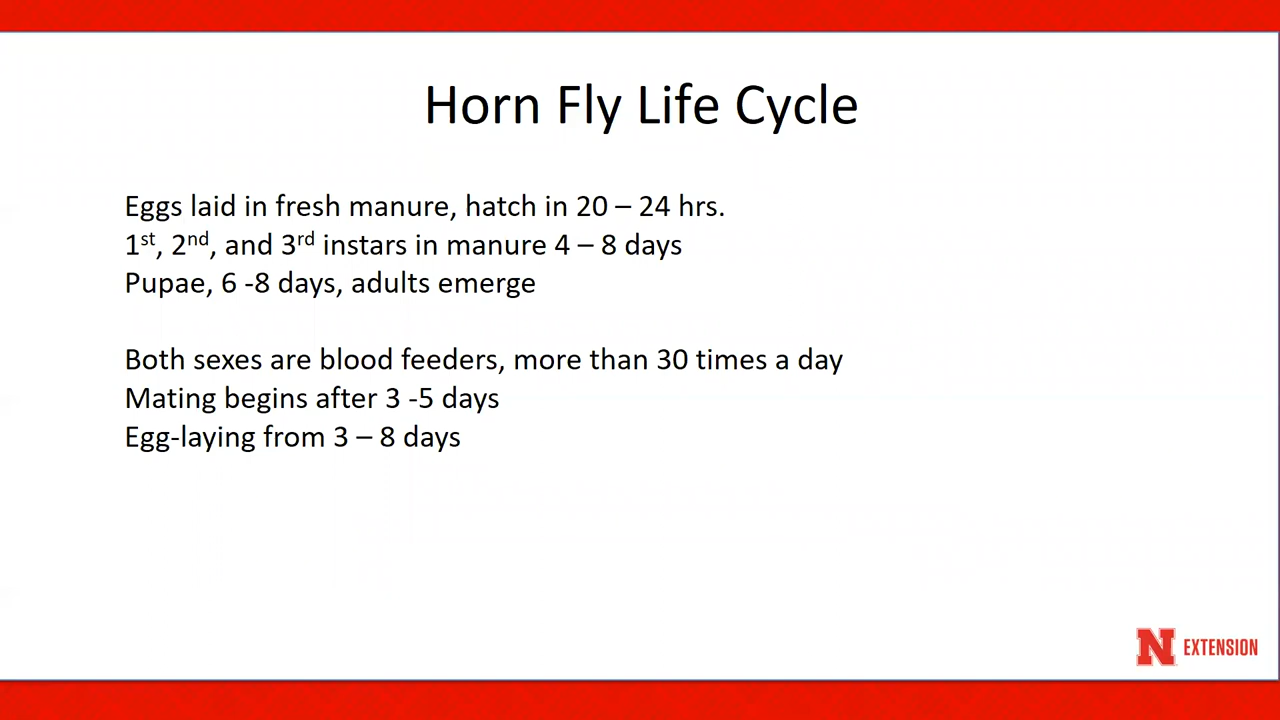 Horn Fly Life Cycle
Eggs laid in fresh manure, hatch in 20 – 24 hrs.
1st, 2nd, and 3rd instars in manure 4 – 8 days
Pupae, 6 -8 days, adults emerge
Both sexes are blood feeders, more than 30 times a day
Mating begins after 3 -5 days
Egg-laying from 3 – 8 days
N EXTENSION